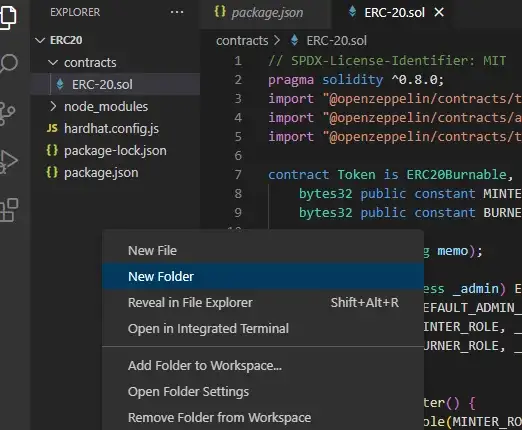 EXPLORER
...
package.json
ERC-20.sol
ERC20
contracts
ERC-20.sol
node_modules
hardhat.config.js
package-lock.json
package.json
contracts > ERC-20.sol
1 // SPDX-License-Identifier: MIT
2 pragma solidity ^0.8.0;
3 import "@openzeppelin/contracts/t
4 import "@openzeppelin/contracts/a
5 import "@openzeppelin/contracts/t
6
7 contract Token is ERC20Burnable,
8 bytes32 public constant MINTE
9 bytes32 public constant BURNE
g memo);
ess _admin) E
EFAULT_ADMIN_
INTER_ROLE, _
URNER_ROLE, _
ter() {
ole(MINTER_RO
New File
New Folder
Reveal in File Explorer Shift+Alt+R
Open in Integrated Terminal
Add Folder to Workspace...
Open Folder Settings
Remove Folder from Workspace